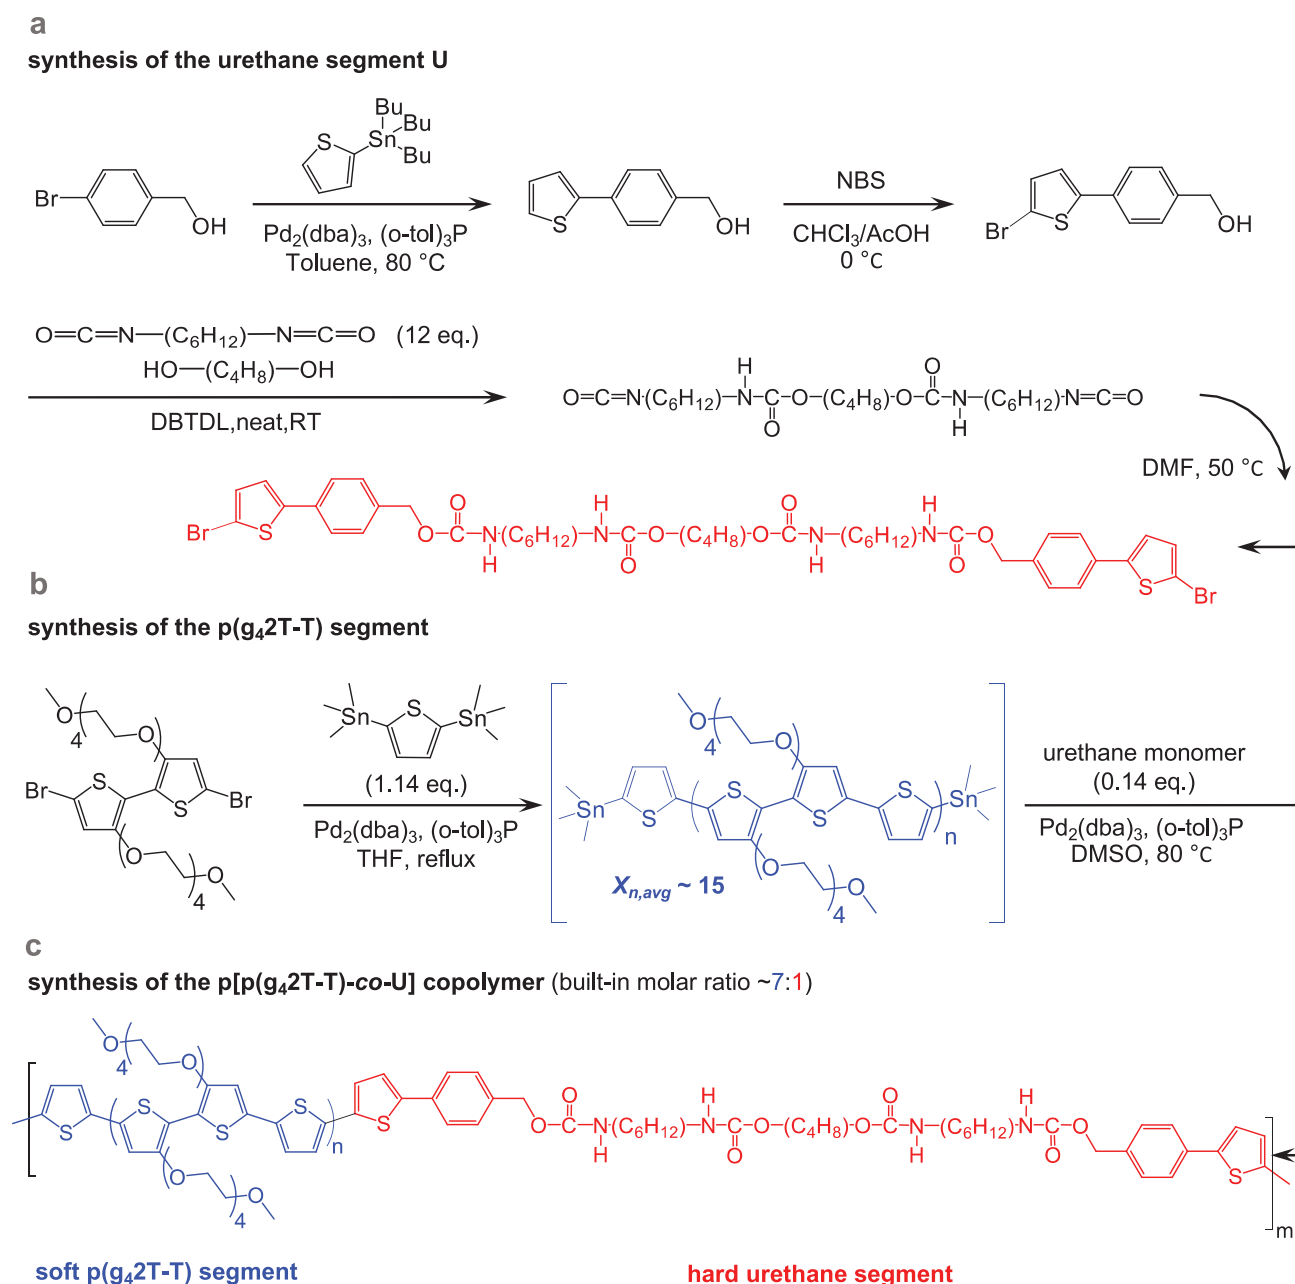 a
synthesis of the urethane segment U
Bu
Bu
Bu
S
Sn
Br
OH
Pd2(dba)3, (o-tol)3P
Toluene, 80 °C
S
OH
NBS
CHCl3/AcOH
0 °C
Br
S
OH
O=C=N—(C6H12)—N=C=O (12 eq.)
HO—(C4H8)—OH
DBTDL,neat,RT
O=C=N-(C6H12)-N-C-O-(C4H8)-O-C-N-(C6H12)-N=C=O
H
O
O
H
DMF, 50 °C
Br
S
O-C-N-(C6H12)-N-C-O-(C4H8)-O-C-N-(C6H12)-N-C-O
O
H
H
O
O
H
H
O
S
Br
b
synthesis of the p(g42T-T) segment
O
4
O
Br
S
S
Br
O
4
O
Sn
S
Sn
(1.14 eq.)
Pd2(dba)3, (o-tol)3P
THF, reflux
O
4
O
Sn
S
S
S
S
Sn
n
O
4
O
Xn,avg ~ 15
urethane monomer
(0.14 eq.)
Pd2(dba)3, (o-tol)3P
DMSO, 80 °C
c
synthesis of the p[p(g42T-T)-co-U] copolymer (built-in molar ratio ~7:1)
O
4
O
S
S
S
S
n
O
4
O
S
O-C-N-(C6H12)-N-C-O-(C4H8)-O-C-N-(C6H12)-N-C-O
O
H
H
O
O
H
H
O
S
m
soft p(g42T-T) segment
hard urethane segment